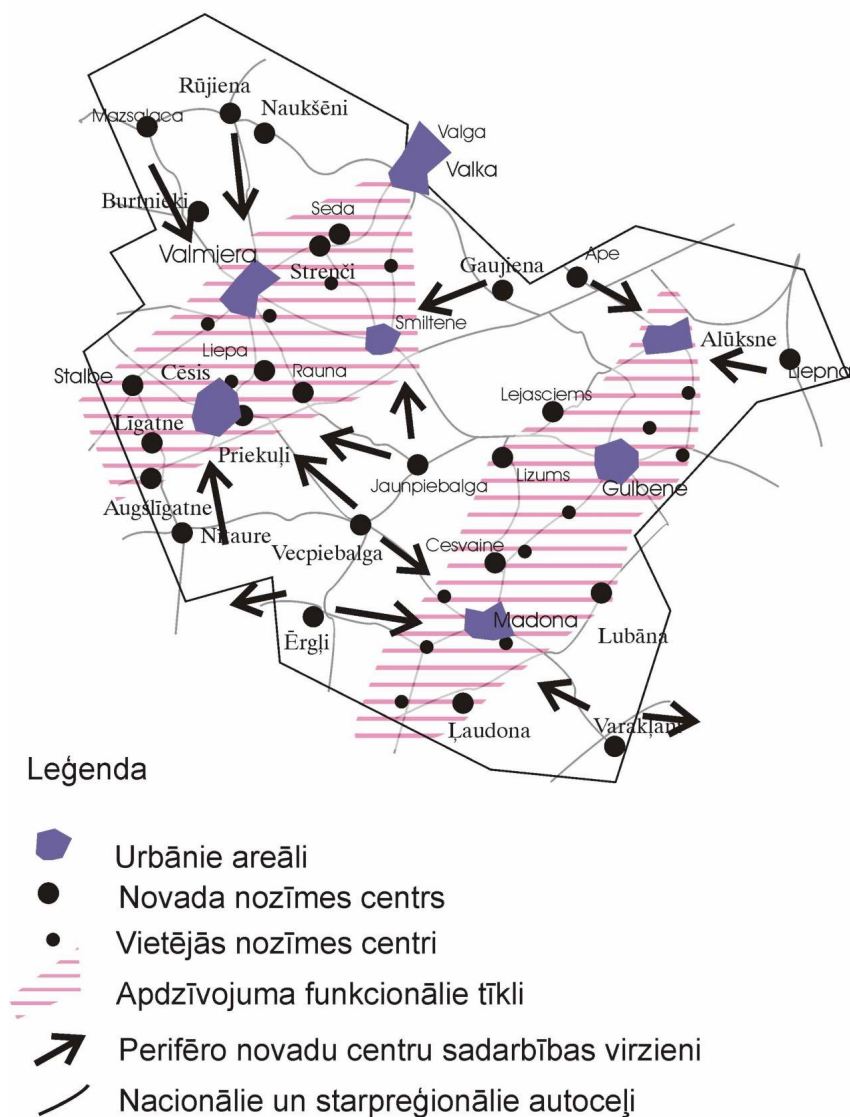 Rūjiena
Mazsalaca
Naukšēni
Valga
Valka
Burtnieki
Seda
Valmiera
Strenči
Gaujiena
Ape
Smiltene
Alūksne
Liepa
Stalbe
Cēsis
Rauna
Liepna
Lejasciems
Līgatne
Priekuļi
Jaunpiebalga
Lizums
Gulbene
Augšlīgatne
Nītaure
Vecpiebalga
Cesvaine
Madona
Ērgļi
Lubāna
Ļaudona
Varakļāni
Leģenda
Urbānie areāli
Novada nozīmes centrs
Vietējās nozīmes centri
Apdzīvojuma funkcionālie tīkli
Perifēro novadu centru sadarbības virzieni
Nacionālie un starpreģionālie autoceļi